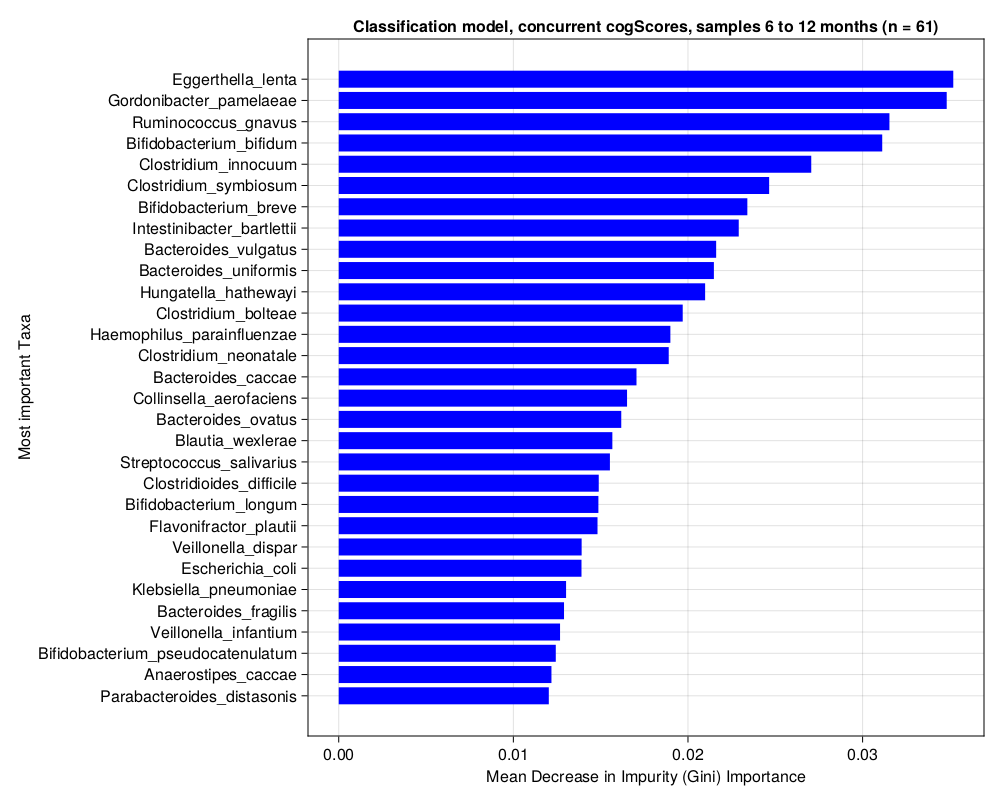 Classification model, concurrent cogScores, samples 6 to 12 months (n = 61)
Most important Taxa
Eggerthella_lenta
Gordonibacter_pamelaeae
Ruminococcus_gnavus
Bifidobacterium_bifidum
Clostridium_innocuum
Clostridium_symbiosum
Bifidobacterium_breve
Intestinibacter_bartlettii
Bacteroides_vulgatus
Bacteroides_uniformis
Hungatella_hathewayi
Clostridium_bolteae
Haemophilus_parainfluenzae
Clostridium_neonatale
Bacteroides_caccae
Collinsella_aerofaciens
Bacteroides_ovatus
Blautia_wexlerae
Streptococcus_salivarius
Clostridioides_difficile
Bifidobacterium_longum
Flavonifractor_plautii
Veillonella_dispar
Escherichia_coli
Klebsiella_pneumoniae
Bacteroides_fragilis
Veillonella_infantium
Bifidobacterium_pseudocatenulatum
Anaerostipes_caccae
Parabacteroides_distasonis
0.00 0.01 0.02 0.03
Mean Decrease in Impurity (Gini) Importance